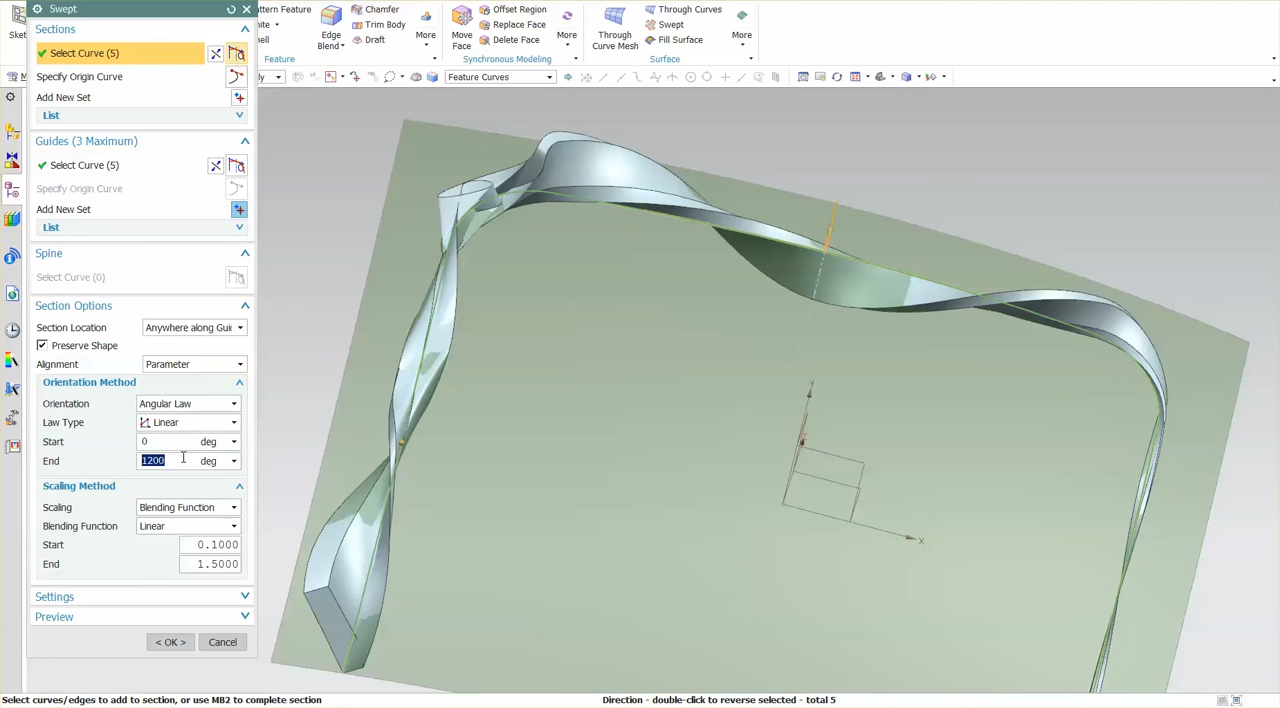 Swept
Sections
Select Curve (5)
Specify Origin Curve
Add New Set
List
Guides (3 Maximum)
Select Curve (5)
Specify Origin Curve
Add New Set
List
Spine
Select Curve (0)
Section Options
Section Location
Anywhere along Gui
Preserve Shape
Alignment
Parameter
Orientation Method
Orientation
Angular Law
Law Type
Linear
Start
0
deg
End
1200
deg
Scaling Method
Scaling
Blending Function
Blending Function
Linear
Start
0.1000
End
1.5000
Settings
Preview
< OK >
Cancel
Pattern Feature
Edge
Blend
Chamfer
Trim Body
Draft
More
Feature
Move
Face
Offset Region
Replace Face
Delete Face
More
Synchronous Modeling
Through
Curve Mesh
Through Curves
Swept
Fill Surface
More
Surface
Feature Curves
Y
X
Select curves/edges to add to section, or use MB2 to complete section
Direction - double-click to reverse selected - total 5